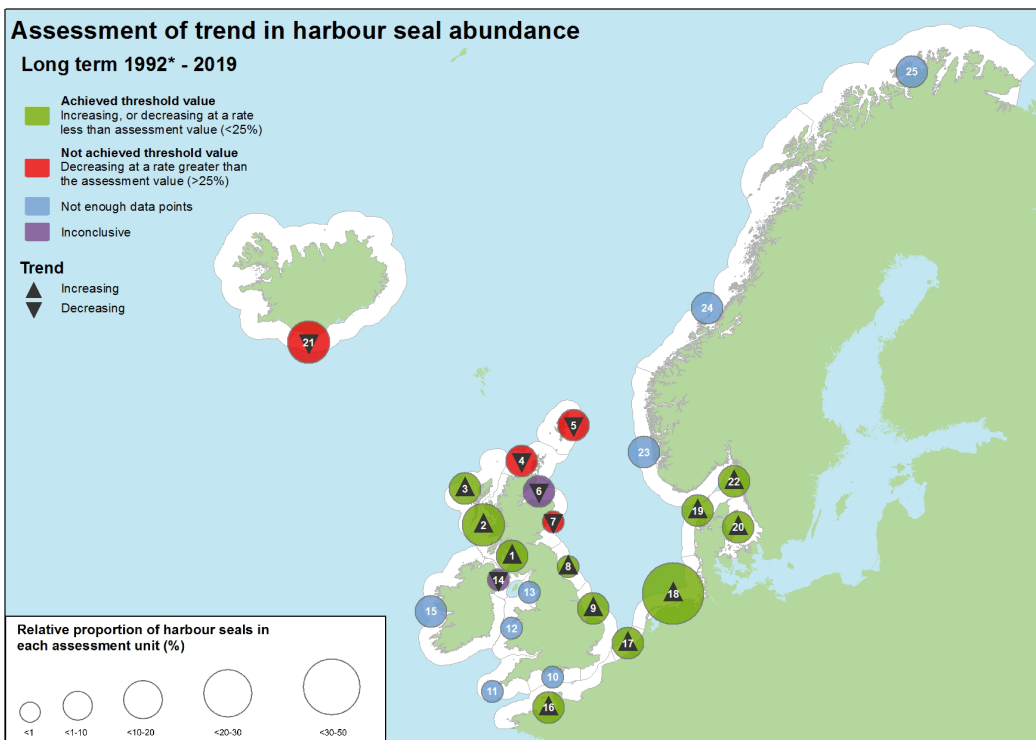 Assessment of trend in harbour seal abundance
Long term 1992* - 2019
Achieved threshold value
Increasing, or decreasing at a rate
less than assessment value (<25%)
Not achieved threshold value
Decreasing at a rate greater than
the assessment value (>25%)
Not enough data points
Inconclusive
Trend
Increasing
Decreasing
25
24
21
5
23
4
22
3
6
19
2
7
20
1
8
14
13
18
9
15
12
17
10
11
16
Relative proportion of harbour seals in
each assessment unit (%)
<1
<1-10
<10-20
<20-30
<30-50